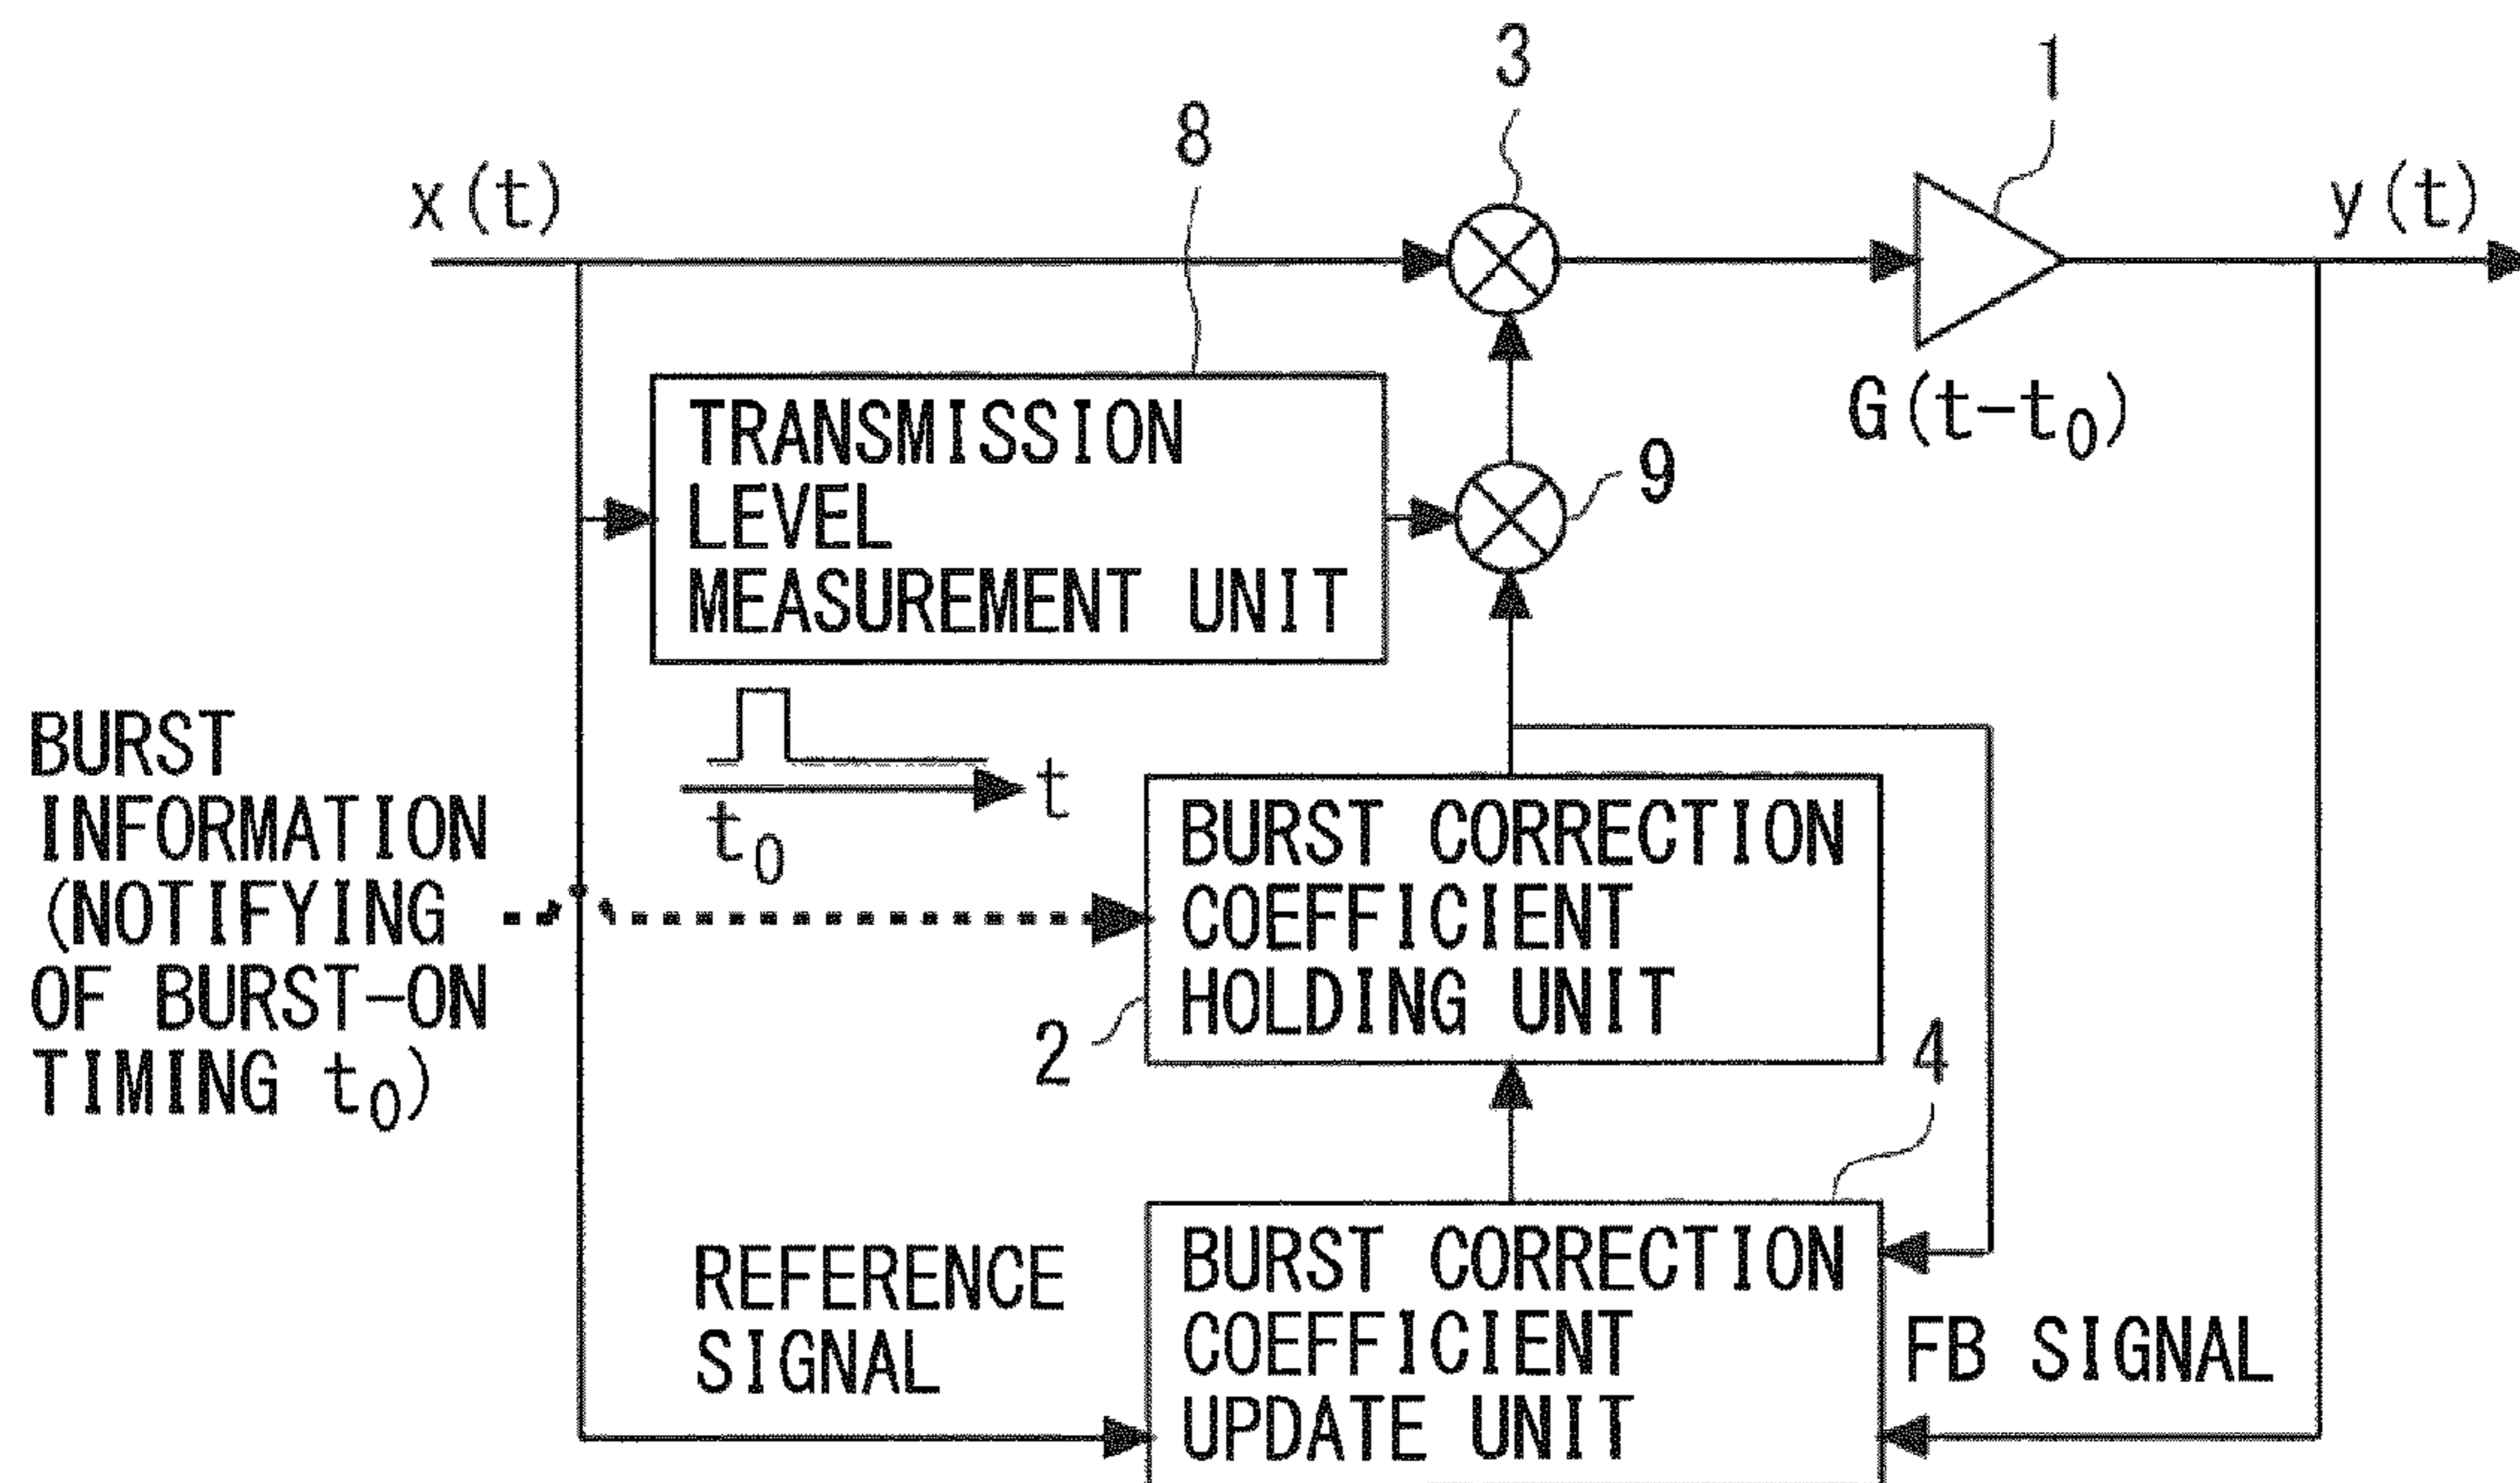 3
1
8
x(t)
y(t)
G(t-t0)
TRANSMISSION
LEVEL
MEASUREMENT UNIT
9
BURST
INFORMATION
(NOTIFYING
OF BURST-ON
TIMING t0)
t
t0
BURST CORRECTION
COEFFICIENT
HOLDING UNIT
2
4
REFERENCE
SIGNAL
BURST CORRECTION
COEFFICIENT
UPDATE UNIT
FB SIGNAL